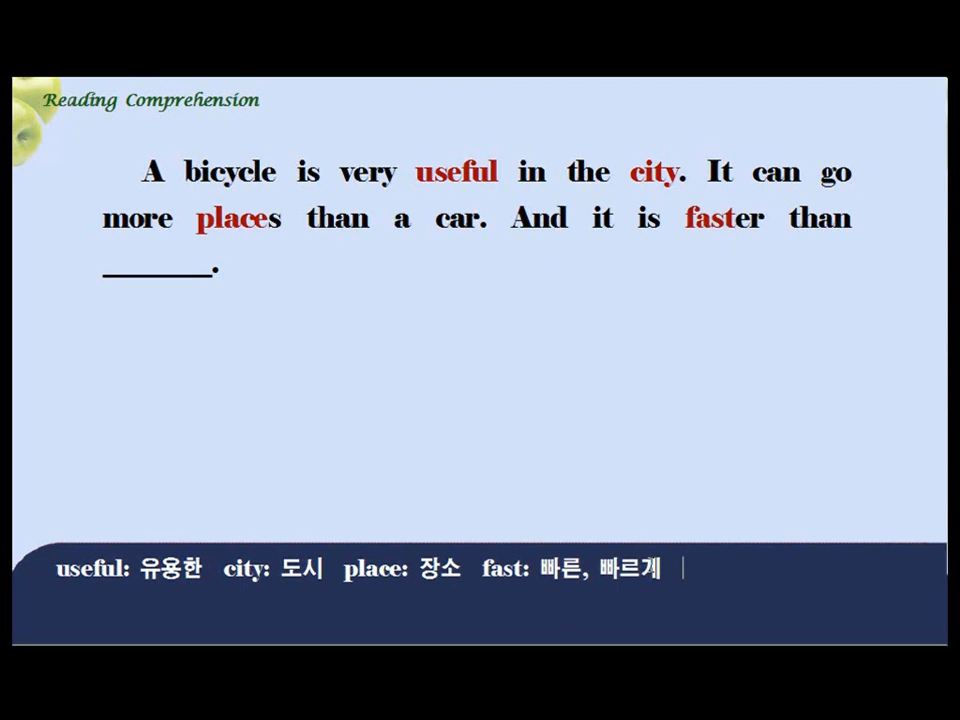 Reading Comprehension
A bicycle is very useful in the city. It can go
more places than a car. And it is faster than
________.
useful: 유용한 city: 도시 place: 장소 fast: 빠른, 빠르게